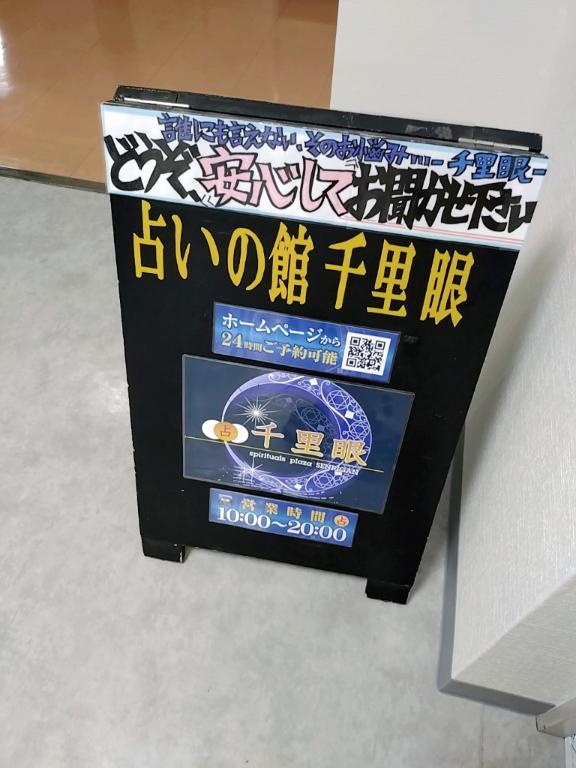 誰にも言えない、そのお悩み…
-千里眼-
どうぞ、安心してお聞かせ下さい
占いの館 千里眼
ホームページから
24時間ご予約可能
占 千里眼
spirituals plaza SENRIGAN
営業時間 占
10:00～20:00